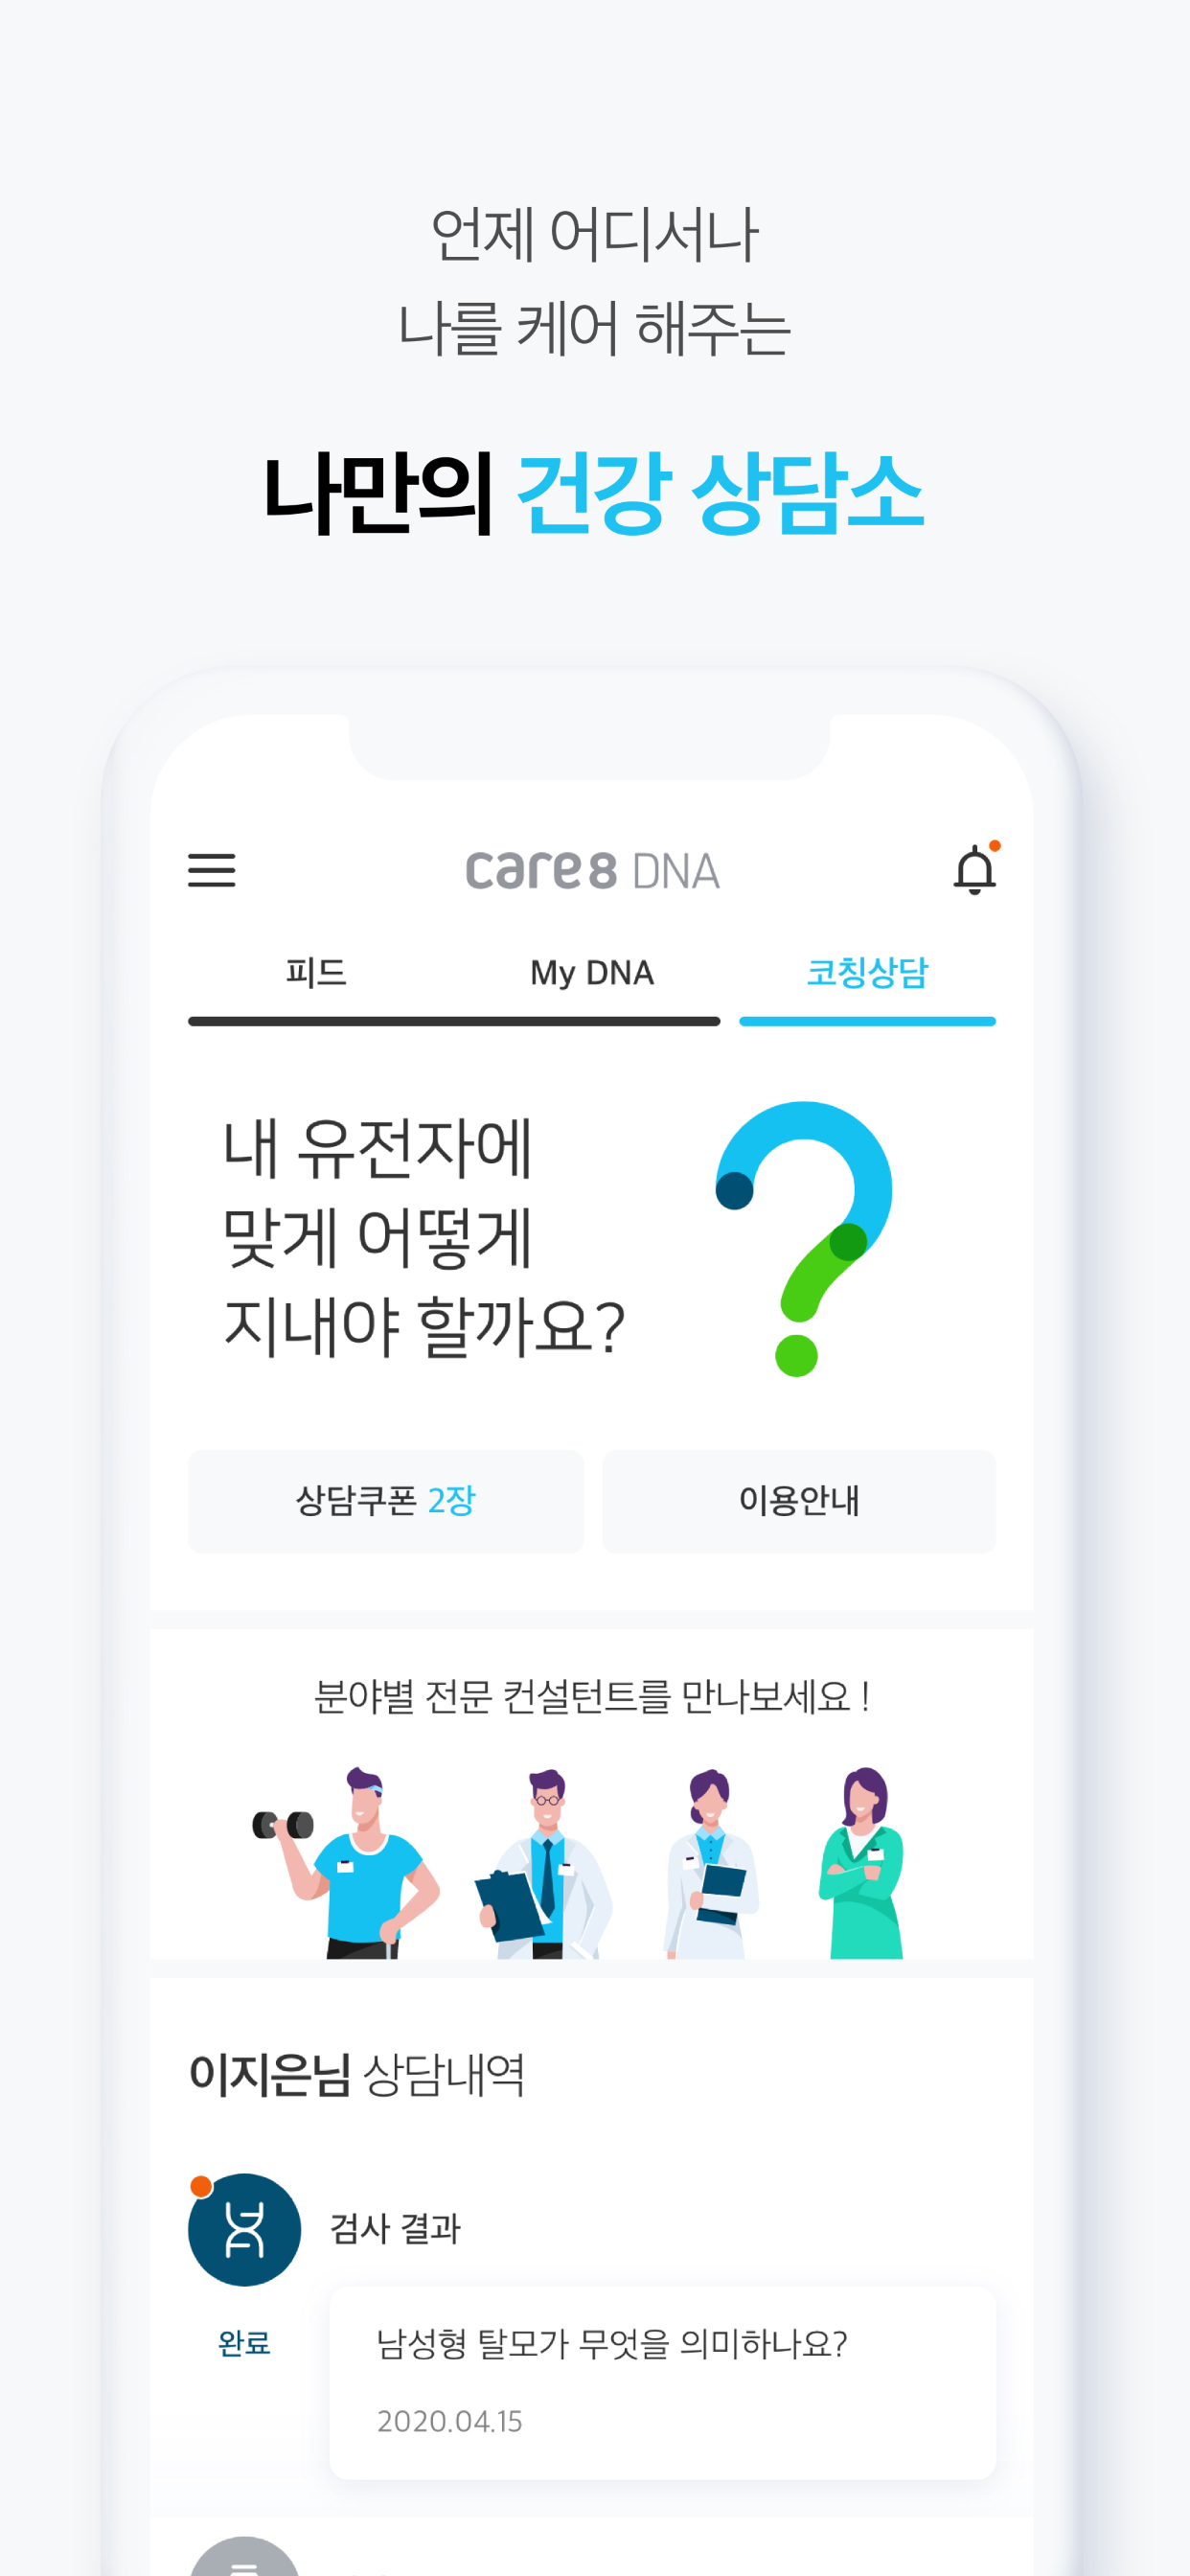 언제 어디서나
나를 케어 해주는
나만의 건강 상담소
care8 DNA
피드 My DNA 코칭상담
내 유전자에
맞게 어떻게
지내야 할까요?
상담쿠폰 2장 이용안내
분야별 전문 컨설턴트를 만나보세요 !
이지은님 상담내역
검사 결과
완료
남성형 탈모가 무엇을 의미하나요?
2020.04.15